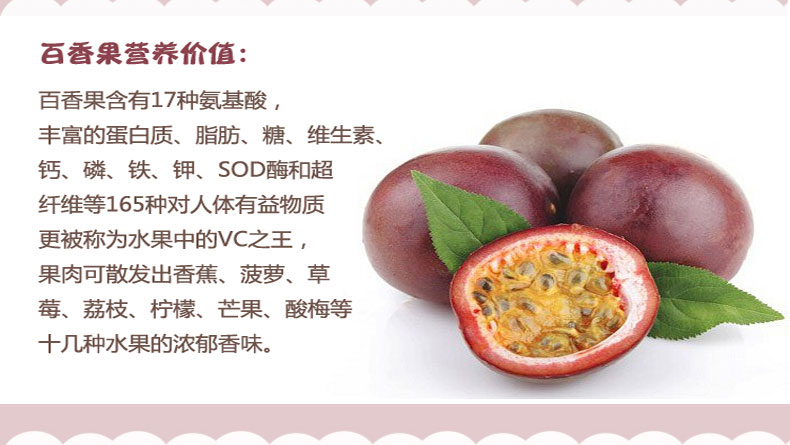 百香果营养价值：
百香果含有17种氨基酸，
丰富的蛋白质、脂肪、糖、维生素、
钙、磷、铁、钾、SOD酶和超
纤维等165种对人体有益物质
更被称为水果中的VC之王，
果肉可散发出香蕉、菠萝、草
莓、荔枝、柠檬、芒果、酸梅等
十几种水果的浓郁香味。